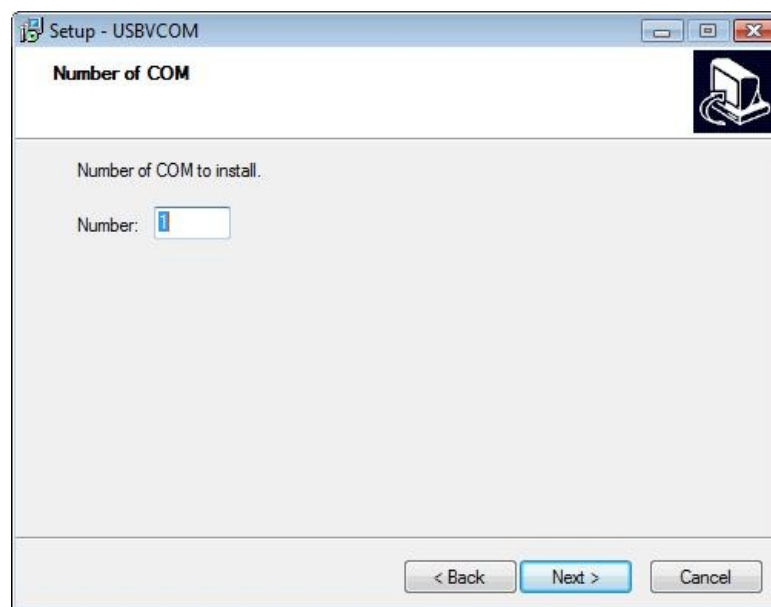 Setup - USBVCOM
Number of COM
Number of COM to install.
Number: 1
< Back Next > Cancel